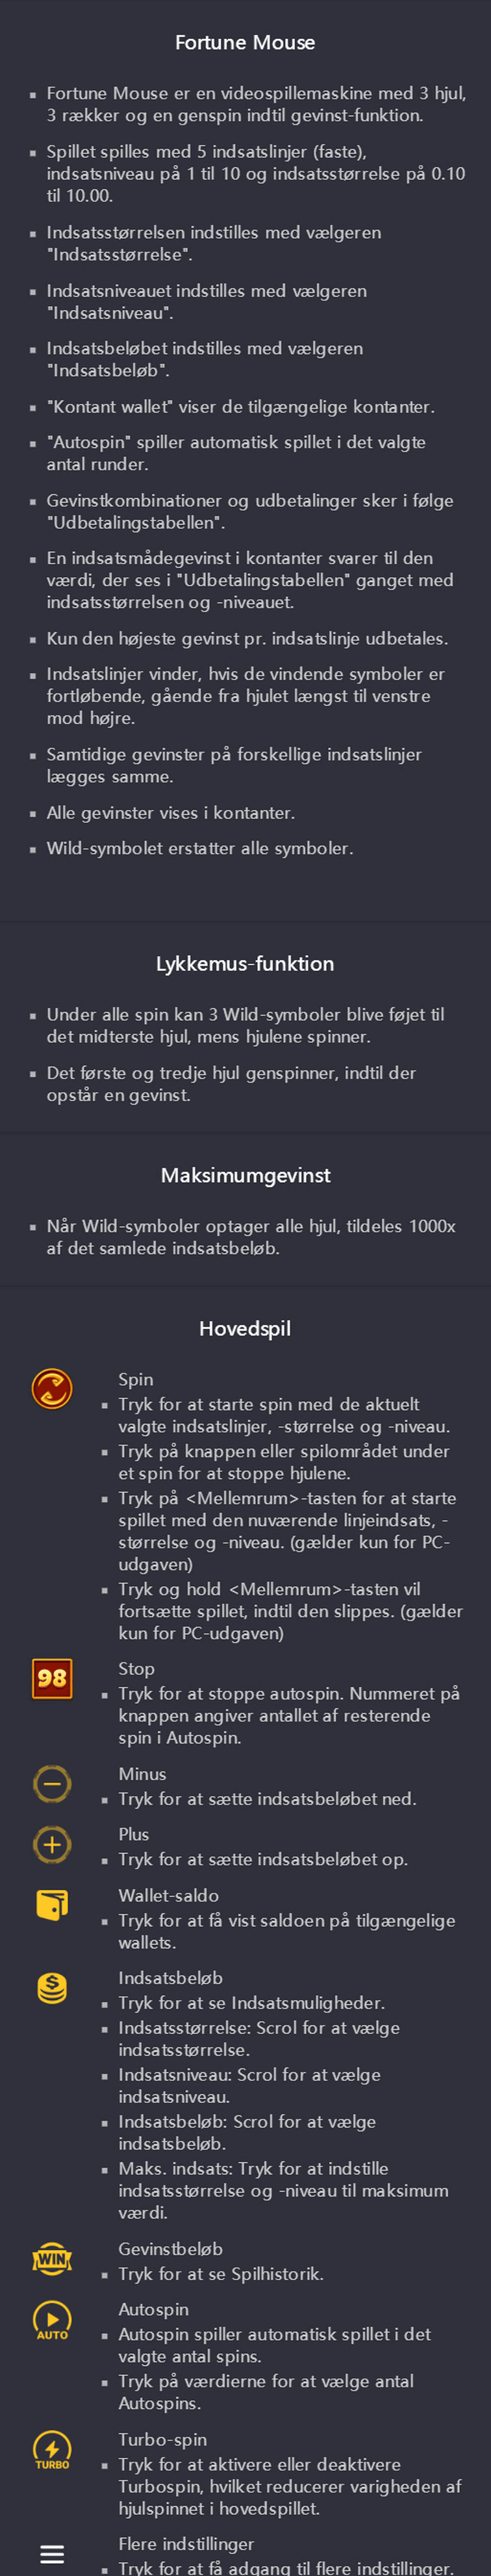 Fortune Mouse
▪ Fortune Mouse er en videospillemaskine med 3 hjul,
3 rækker og en genspin indtil gevinst-funktion.
▪ Spillet spilles med 5 indsatslinjer (faste),
indsatsniveau på 1 til 10 og indsatsstørrelse på 0.10
til 10.00.
▪ Indsatsstørrelsen indstilles med vælgeren
"Indsatsstørrelse".
▪ Indsatsniveauet indstilles med vælgeren
"Indsatsniveau".
▪ Indsatsbeløbet indstilles med vælgeren
"Indsatsbeløb".
▪ "Kontant wallet" viser de tilgængelige kontanter.
▪ "Autospin" spiller automatisk spillet i det valgte
antal runder.
▪ Gevinstkombinationer og udbetalinger sker i følge
"Udbetalingstabellen".
▪ En indsatsmådegevinst i kontanter svarer til den
værdi, der ses i "Udbetalingstabellen" ganget med
indsatsstørrelsen og -niveauet.
▪ Kun den højeste gevinst pr. indsatslinje udbetales.
▪ Indsatslinjer vinder, hvis de vindende symboler er
fortløbende, gående fra hjulet længst til venstre
mod højre.
▪ Samtidige gevinster på forskellige indsatslinjer
lægges samme.
▪ Alle gevinster vises i kontanter.
▪ Wild-symbolet erstatter alle symboler.
Lykkemus-funktion
▪ Under alle spin kan 3 Wild-symboler blive føjet til
det midterste hjul, mens hjulene spinner.
▪ Det første og tredje hjul genspinner, indtil der
opstår en gevinst.
Maksimumgevinst
▪ Når Wild-symboler optager alle hjul, tildeles 1000x
af det samlede indsatsbeløb.
Hovedspil
Spin
▪ Tryk for at starte spin med de aktuelt
valgte indsatslinjer, -størrelse og -niveau.
▪ Tryk på knappen eller spilområdet under
et spin for at stoppe hjulene.
▪ Tryk på <Mellemrum>-tasten for at starte
spillet med den nuværende linjeindsats, -
størrelse og -niveau. (gælder kun for PC-
udgaven)
▪ Tryk og hold <Mellemrum>-tasten vil
fortsætte spillet, indtil den slippes. (gælder
kun for PC-udgaven)
98
Stop
▪ Tryk for at stoppe autospin. Nummeret på
knappen angiver antallet af resterende
spin i Autospin.
Minus
▪ Tryk for at sætte indsatsbeløbet ned.
Plus
▪ Tryk for at sætte indsatsbeløbet op.
Wallet-saldo
▪ Tryk for at få vist saldoen på tilgængelige
wallets.
Indsatsbeløb
▪ Tryk for at se Indsatsmuligheder.
▪ Indsatsstørrelse: Scrol for at vælge
indsatsstørrelse.
▪ Indsatsniveau: Scrol for at vælge
indsatsniveau.
▪ Indsatsbeløb: Scrol for at vælge
indsatsbeløb.
▪ Maks. indsats: Tryk for at indstille
indsatsstørrelse og -niveau til maksimum
værdi.
WIN
Gevinstbeløb
▪ Tryk for at se Spilhistorik.
AUTO
Autospin
▪ Autospin spiller automatisk spillet i det
valgte antal spins.
▪ Tryk på værdierne for at vælge antal
Autospins.
TURBO
Turbo-spin
▪ Tryk for at aktivere eller deaktivere
Turbospin, hvilket reducerer varigheden af
hjulspinnet i hovedspillet.
Flere indstillinger
▪ Tryk for at få adgang til flere indstillinger.